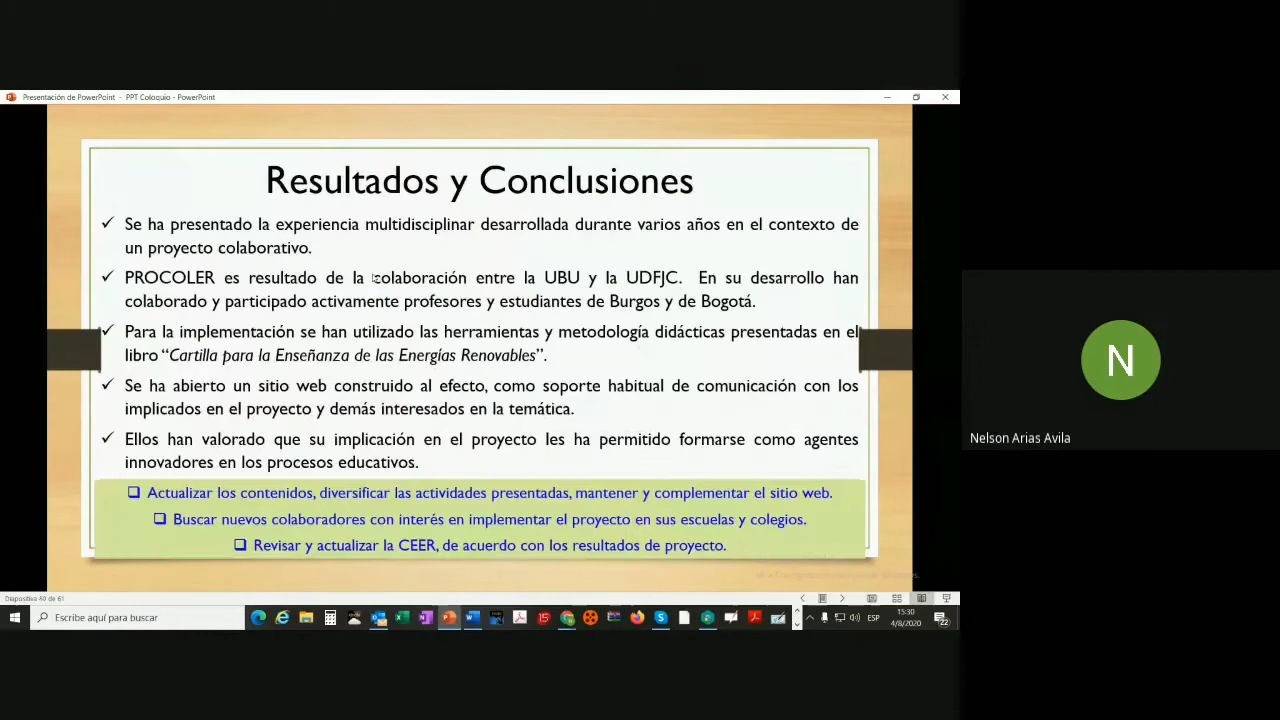 Presentación de PowerPoint - PPT Coloquio - PowerPoint
Resultados y Conclusiones
✓ Se ha presentado la experiencia multidisciplinar desarrollada durante varios años en el contexto de
un proyecto colaborativo.
✓ PROCOLER es resultado de la colaboración entre la UBU y la UDFJC. En su desarrollo han
colaborado y participado activamente profesores y estudiantes de Burgos y de Bogotá.
✓ Para la implementación se han utilizado las herramientas y metodología didácticas presentadas en el
libro “Cartilla para la Enseñanza de las Energías Renovables”.
✓ Se ha abierto un sitio web construido al efecto, como soporte habitual de comunicación con los
implicados en el proyecto y demás interesados en la temática.
✓ Ellos han valorado que su implicación en el proyecto les ha permitido formarse como agentes
innovadores en los procesos educativos.
❑ Actualizar los contenidos, diversificar las actividades presentadas, mantener y complementar el sitio web.
❑ Buscar nuevos colaboradores con interés en implementar el proyecto en sus escuelas y colegios.
❑ Revisar y actualizar la CEER, de acuerdo con los resultados de proyecto.
N
Nelson Arias Avila
Diapositiva 40 de 61
Escribe aquí para buscar
ESP
15:30
4/8/2020
22